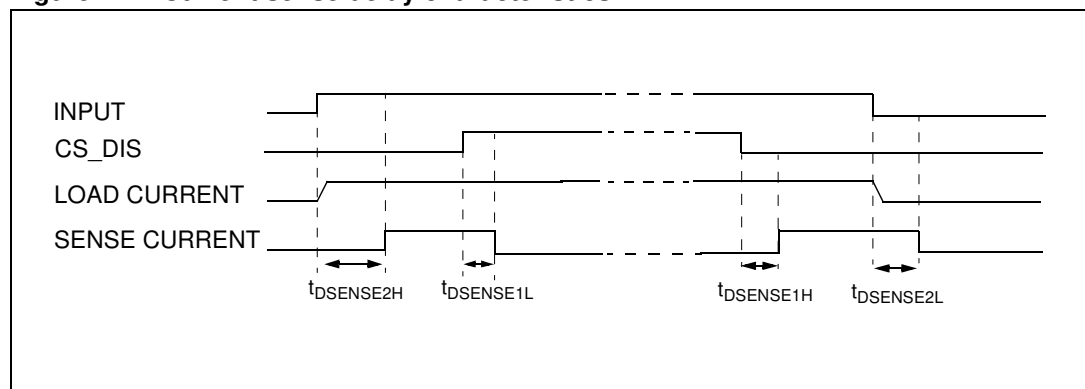 INPUT
CS_DIS
LOAD CURRENT
SENSE CURRENT
tDSENSE2H
tDSENSE1L
tDSENSE1H
tDSENSE2L